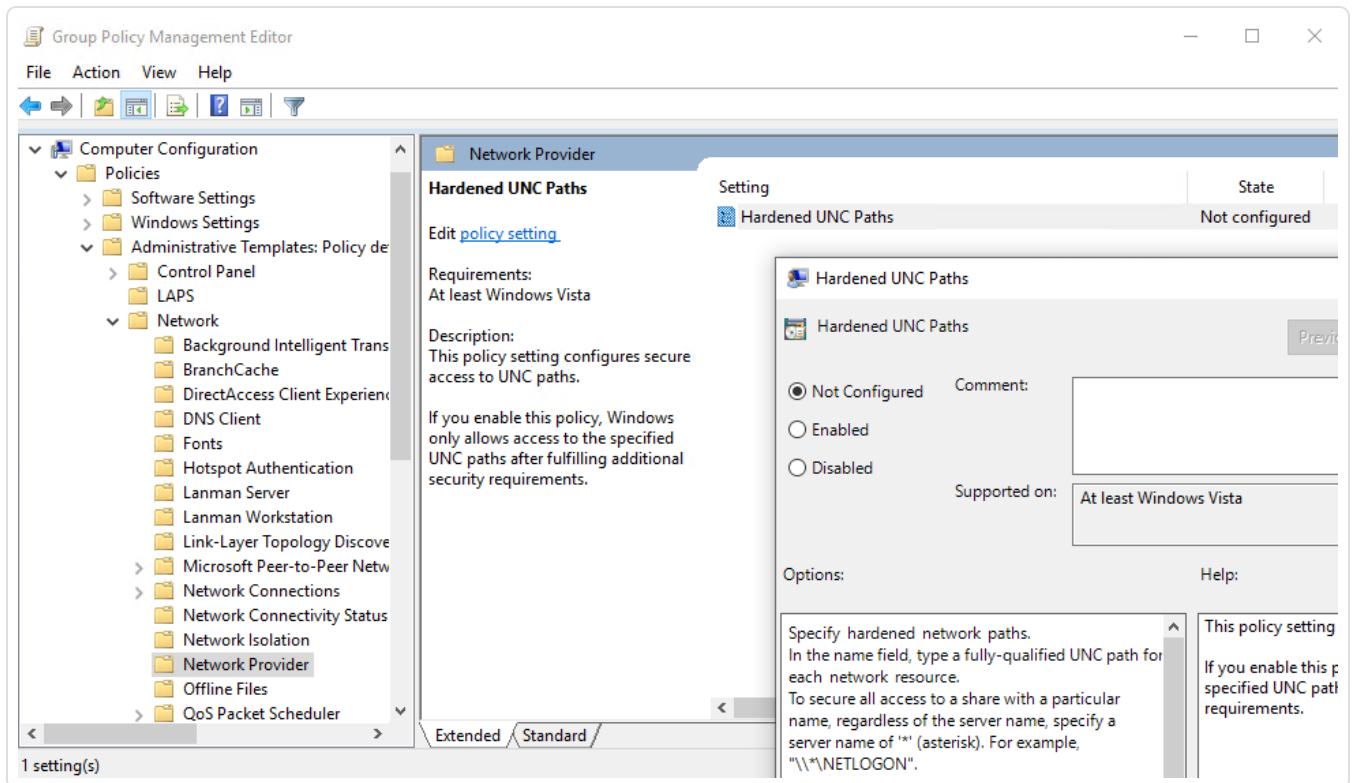 Group Policy Management Editor
File Action View Help
Computer Configuration
Policies
Software Settings
Windows Settings
Administrative Templates: Policy de
Control Panel
LAPS
Network
Background Intelligent Trans
BranchCache
DirectAccess Client Experien
DNS Client
Fonts
Hotspot Authentication
Lanman Server
Lanman Workstation
Link-Layer Topology Discove
Microsoft Peer-to-Peer Netw
Network Connections
Network Connectivity Status
Network Isolation
Network Provider
Offline Files
QoS Packet Scheduler
1 setting(s)
Network Provider
Hardened UNC Paths
Edit policy setting
Requirements:
At least Windows Vista
Description:
This policy setting configures secure
access to UNC paths.
If you enable this policy, Windows
only allows access to the specified
UNC paths after fulfilling additional
security requirements.
Extended Standard
Setting State
Hardened UNC Paths Not configured
Hardened UNC Paths
Hardened UNC Paths
Previ
Not Configured
Enabled
Disabled
Comment:
Supported on:
At least Windows Vista
Options:
Help:
Specify hardened network paths.
In the name field, type a fully-qualified UNC path for
each network resource.
To secure all access to a share with a particular
name, regardless of the server name, specify a
server name of '*' (asterisk). For example,
"\\*\NETLOGON".
This policy setting
If you enable this p
specified UNC path
requirements.